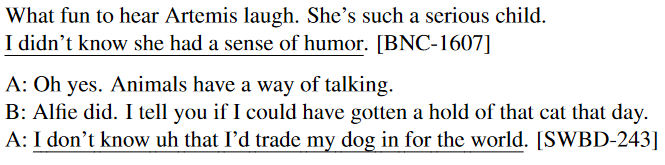 What fun to hear Artemis laugh. She’s such a serious child.
I didn’t know she had a sense of humor. [BNC-1607]
A: Oh yes. Animals have a way of talking.
B: Alfie did. I tell you if I could have gotten a hold of that cat that day.
A: I don’t know uh that I’d trade my dog in for the world. [SWBD-243]